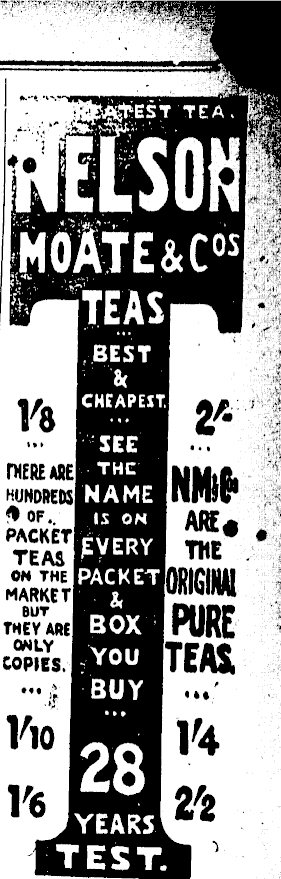 TEST TEA.
NELSON
MOATE & COS
TEAS
BEST
&
CHEAPEST.
SEE
THE
NAME
IS ON
EVERY
PACKET
&
BOX
YOU
BUY
28
YEARS
TEST.
1/8
THERE ARE
HUNDREDS
OF
PACKET
TEAS
ON THE
MARKET
BUT
THEY ARE
ONLY
COPIES.
1/10
1/6
2/-
NM&Co
ARE
THE
ORIGINAL
PURE
TEAS.
1/4
2/2